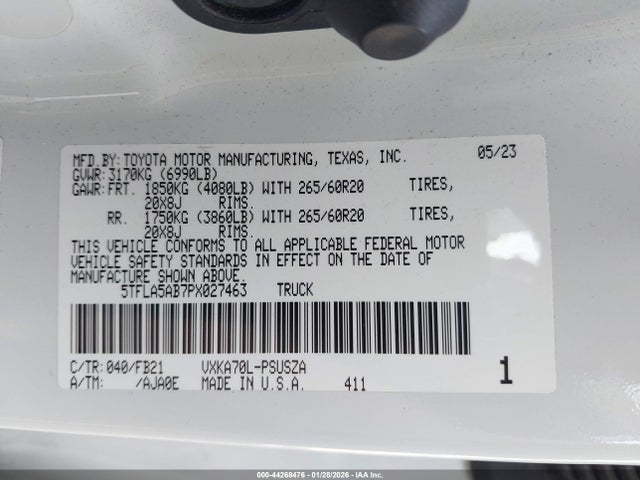 MFD.BY:TOYOTA MOTOR MANUFACTURING, TEXAS, INC. 05/23
GVWR:3170KG (6990LB)
GAWR:FRT. 1850KG (4080LB) WITH 265/60R20 TIRES,
20X8J RIMS.
RR. 1750KG (3860LB) WITH 265/60R20 TIRES,
20X8J RIMS.
THIS VEHICLE CONFORMS TO ALL APPLICABLE FEDERAL MOTOR
VEHICLE SAFETY STANDARDS IN EFFECT ON THE DATE OF
MANUFACTURE SHOWN ABOVE.
5TFLA5AB7PX027463 TRUCK
C/TR:040/FB21 VXKA70L-PSUSZA
A/TM: /AJA0E MADE IN U.S.A. 411 1
000-44268476 - 01/28/2026 - IAA Inc.